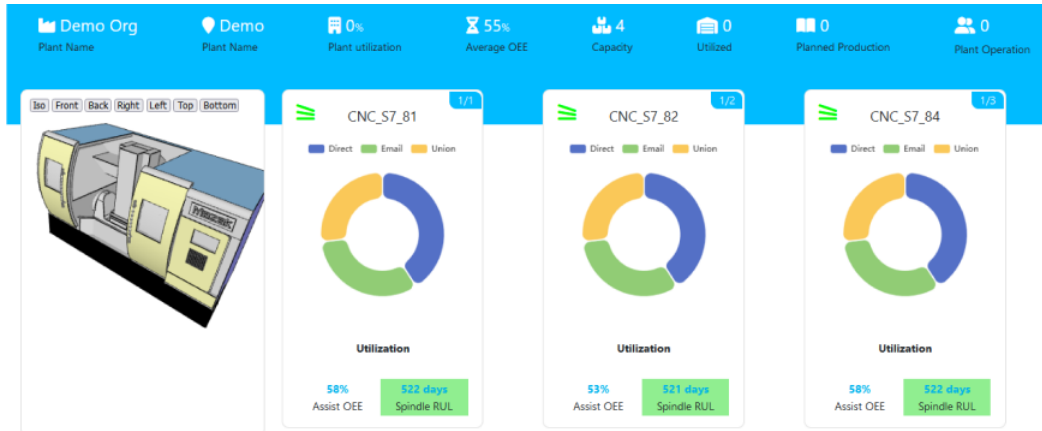 Demo Org
Plant Name
Demo
Plant Name
0%
Plant utilization
55%
Average OEE
4
Capacity
0
Utilized
0
Planned Production
0
Plant Operation
Iso Front Back Right Left Top Bottom
1/1
CNC_S7_81
Direct Email Union
Utilization
58%
Assist OEE
522 days
Spindle RUL
1/2
CNC_S7_82
Direct Email Union
Utilization
53%
Assist OEE
521 days
Spindle RUL
1/3
CNC_S7_84
Direct Email Union
Utilization
58%
Assist OEE
522 days
Spindle RUL